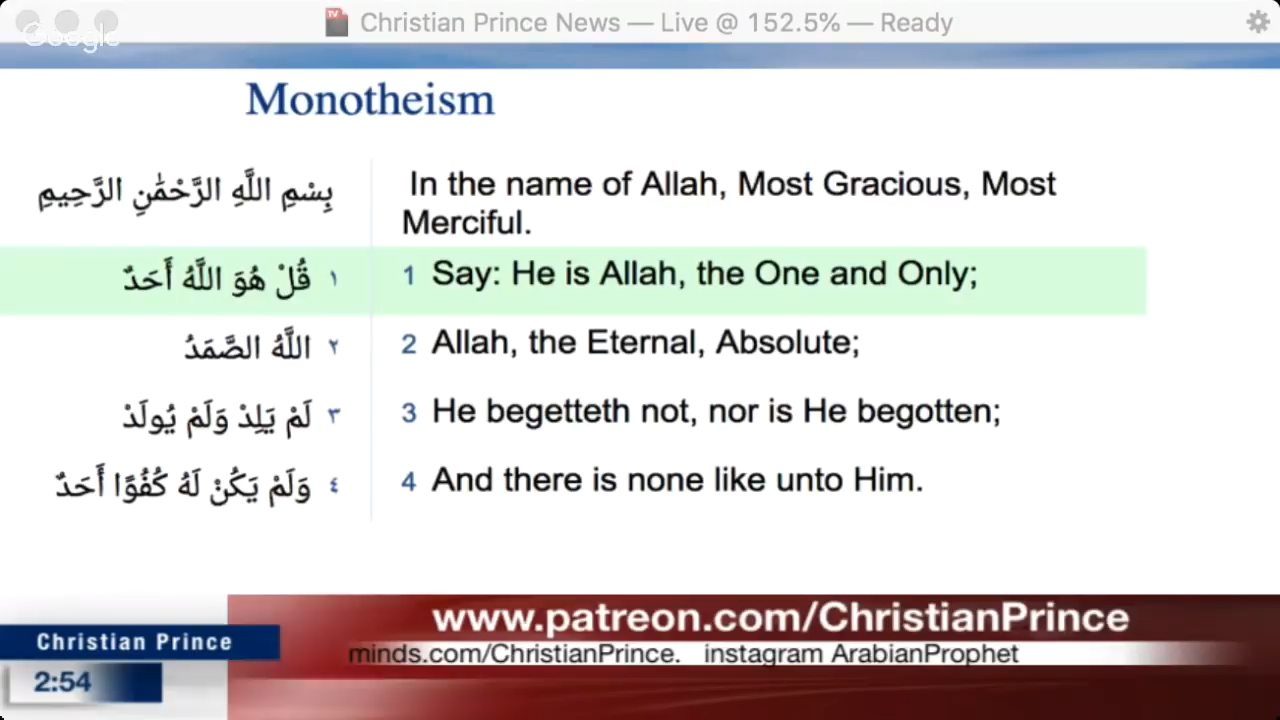 Christian Prince News — Live @ 152.5% — Ready
Google
Monotheism
بِسْمِ اللَّهِ الرَّحْمَٰنِ الرَّحِيمِ
In the name of Allah, Most Gracious, Most
Merciful.
١ قُلْ هُوَ اللَّهُ أَحَدٌ
1 Say: He is Allah, the One and Only;
٢ اللَّهُ الصَّمَدُ
2 Allah, the Eternal, Absolute;
٣ لَمْ يَلِدْ وَلَمْ يُولَدْ
3 He begetteth not, nor is He begotten;
٤ وَلَمْ يَكُنْ لَهُ كُفُوًا أَحَدٌ
4 And there is none like unto Him.
www.patreon.com/ChristianPrince
Christian Prince
minds.com/ChristianPrince. instagram ArabianProphet
2:54